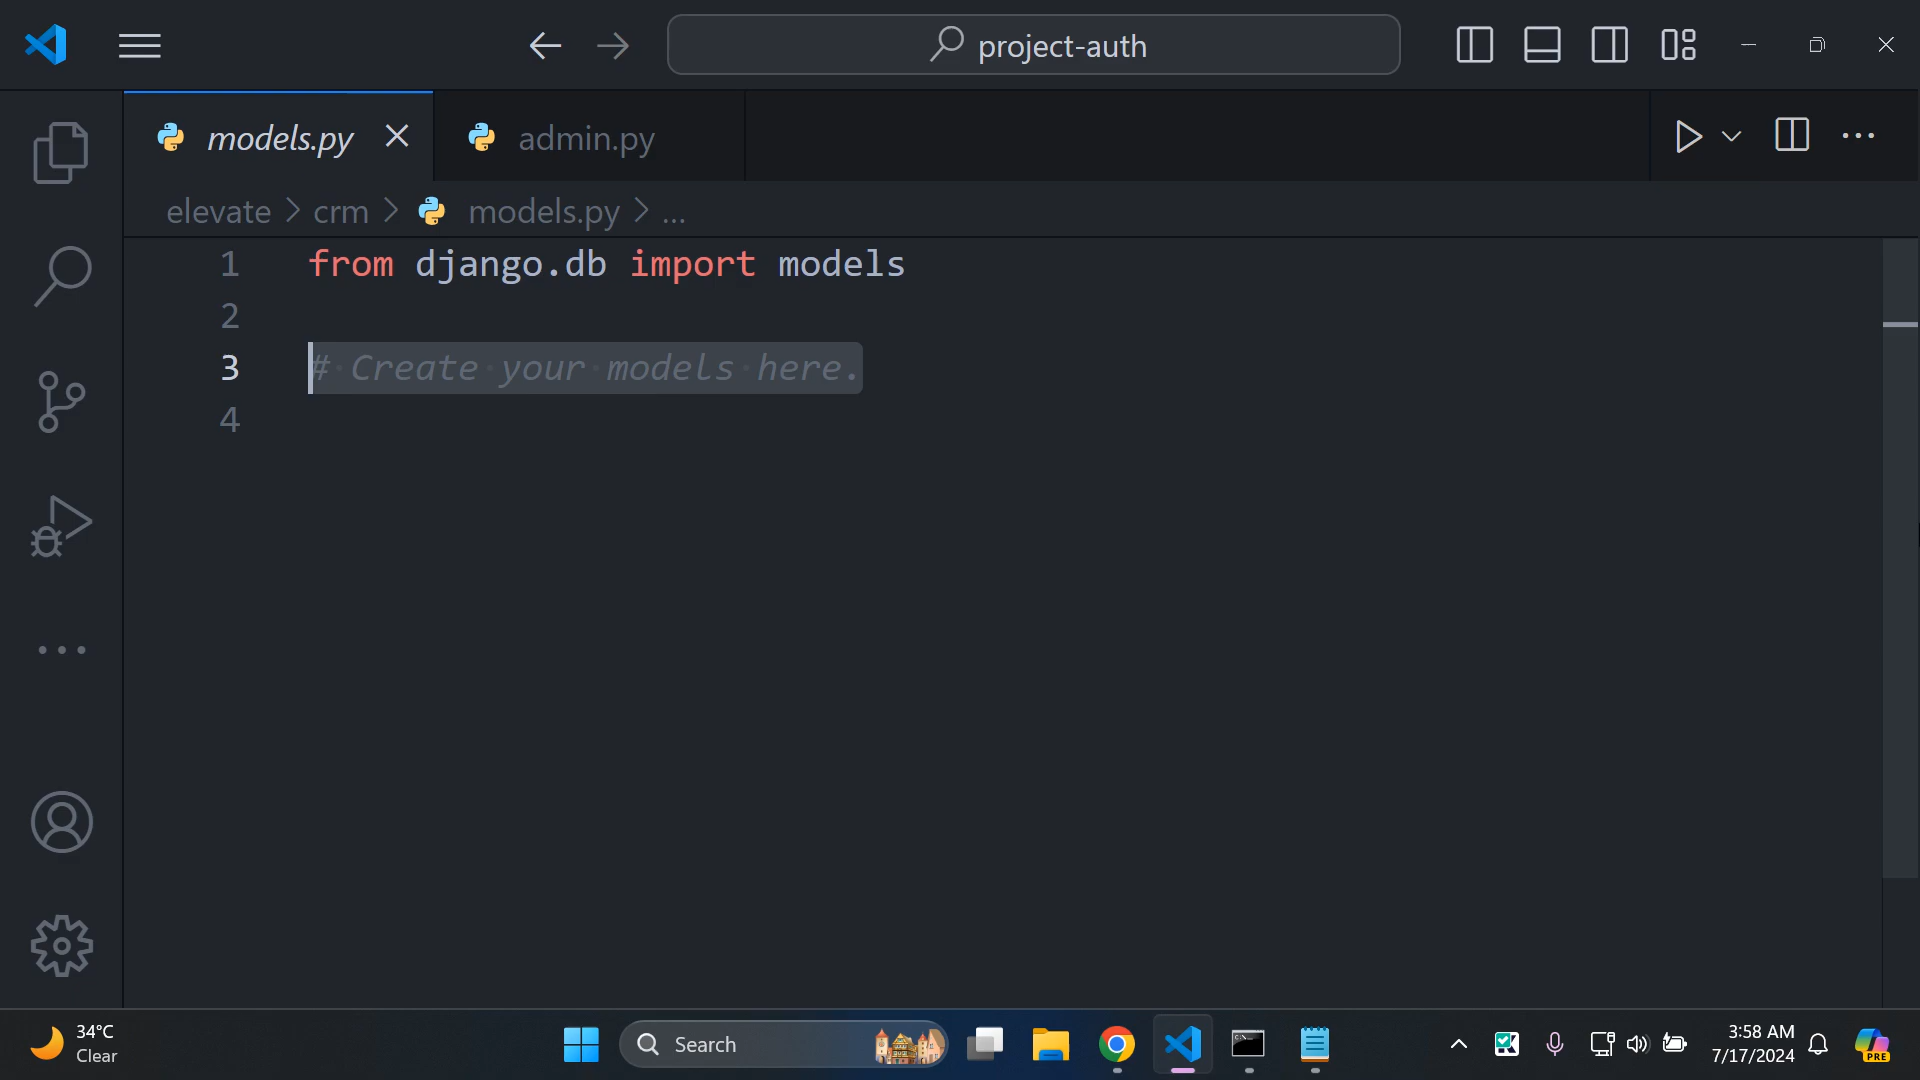 project-auth
models.py
admin.py
elevate > crm > models.py > ...
1 from django.db import models
2
3 # Create your models here.
4
34°C
Clear
Search
3:58 AM
7/17/2024
PRE